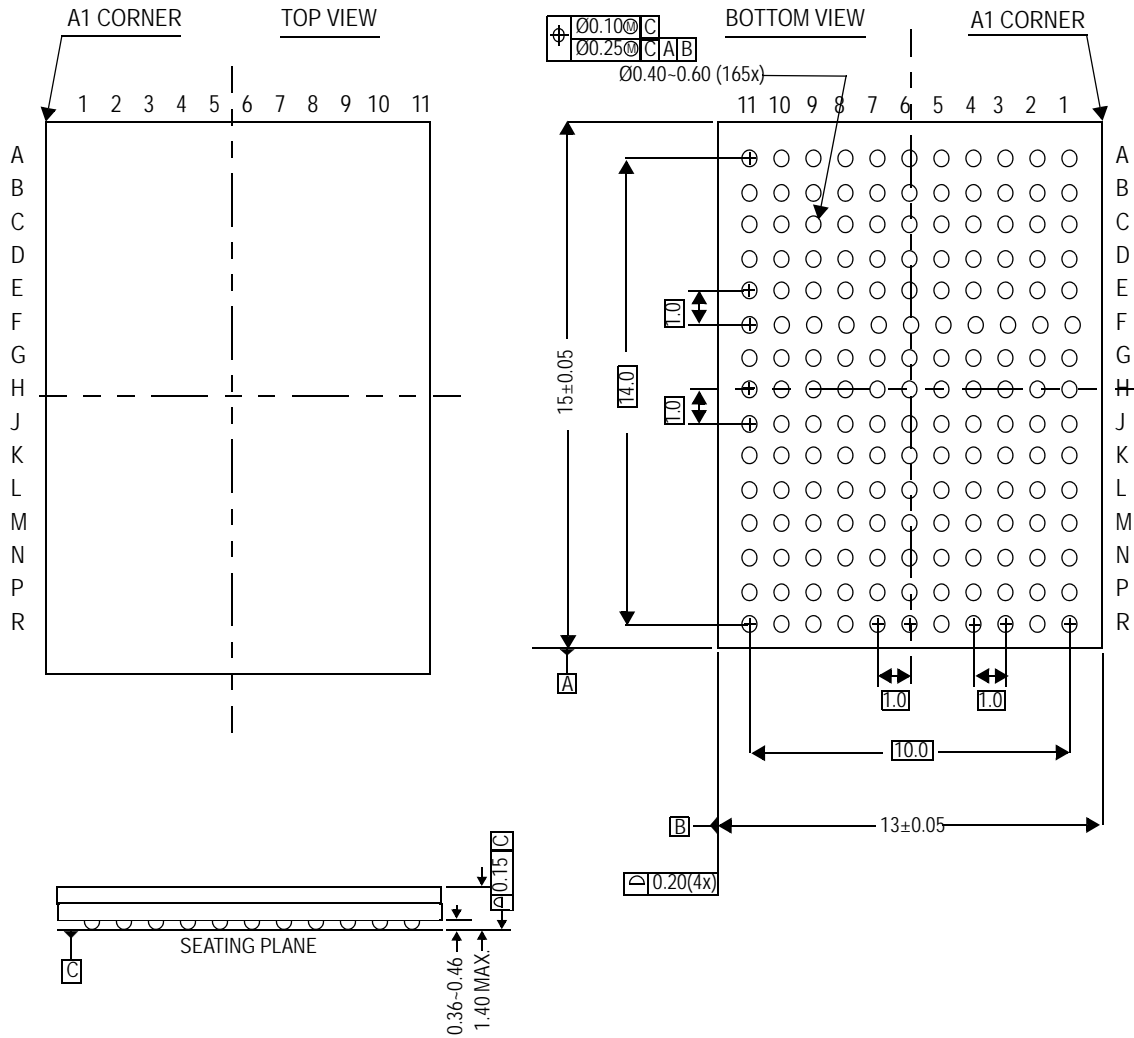 A1 CORNER TOP VIEW
1 2 3 4 5 6 7 8 9 10 11
A
B
C
D
E
F
G
H
J
K
L
M
N
P
R
Ø0.10Ⓜ C
Ø0.25Ⓜ C A B
BOTTOM VIEW A1 CORNER
Ø0.40~0.60 (165x)
11 10 9 8 7 6 5 4 3 2 1
A
B
C
D
E
F
G
H
J
K
L
M
N
P
R
1.0
1.0
14.0
15±0.05
A
1.0 1.0
10.0
B 13±0.05
0.20(4x)
0.15 C
SEATING PLANE
C
0.36~0.46
1.40 MAX.